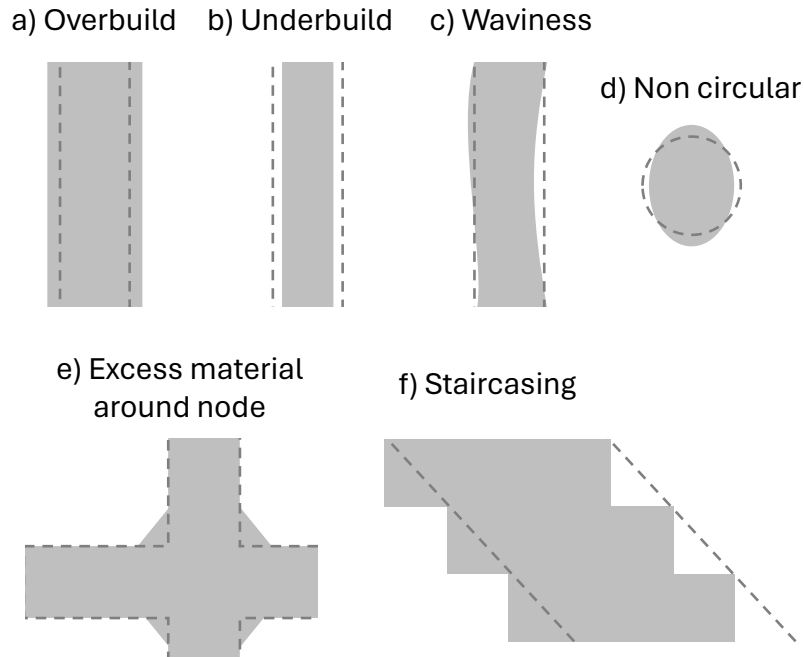 a) Overbuild
b) Underbuild
c) Waviness
d) Non circular
e) Excess material
around node
f) Staircasing